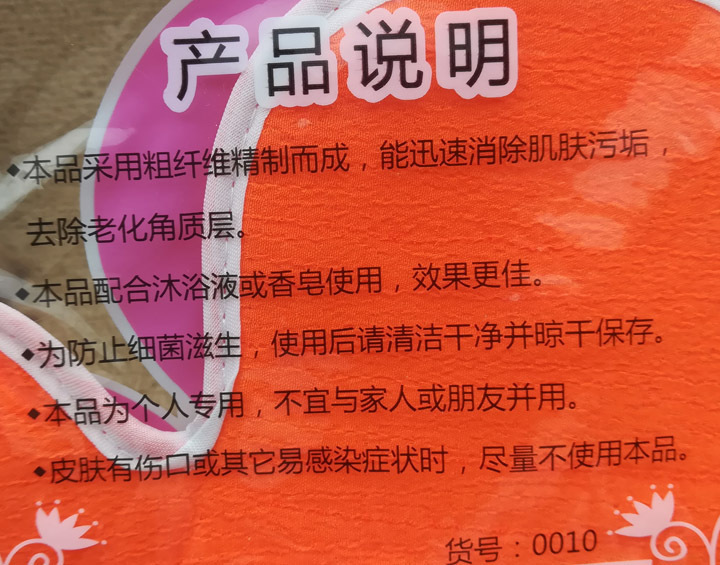 产品说明
◆本品采用粗纤维精制而成，能迅速消除肌肤污垢，
去除老化角质层。
◆本品配合沐浴液或香皂使用，效果更佳。
◆为防止细菌滋生，使用后请清洁干净并晾干保存。
◆本品为个人专用，不宜与家人或朋友并用。
◆皮肤有伤口或其它易感染症状时，尽量不使用本品。
货号：0010